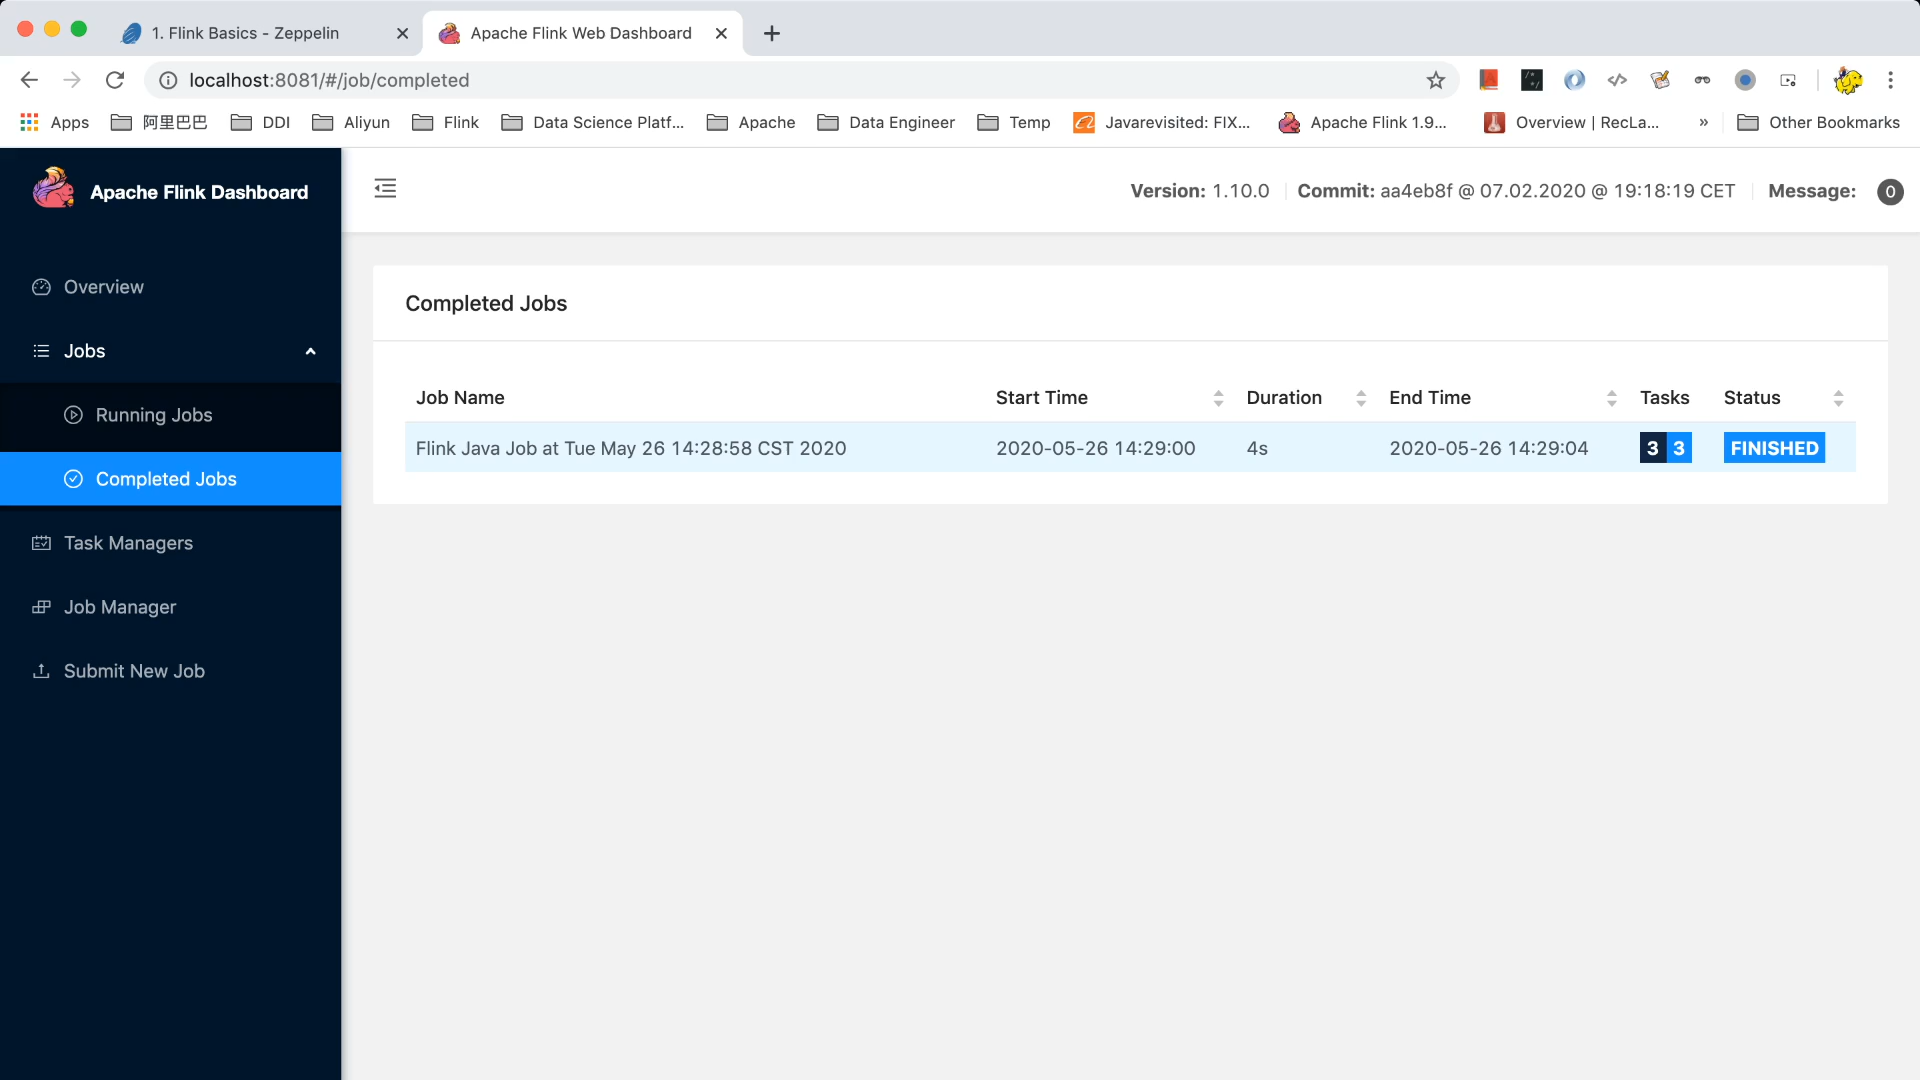 1. Flink Basics - Zeppelin
Apache Flink Web Dashboard
localhost:8081/#/job/completed
Apps 阿里巴巴 DDI Aliyun Flink Data Science Platf... Apache Data Engineer Temp Javarevisited: FIX... Apache Flink 1.9... Overview | RecLa... » Other Bookmarks
Apache Flink Dashboard
Version: 1.10.0 Commit: aa4eb8f @ 07.02.2020 @ 19:18:19 CET Message: 0
Overview
Jobs
Running Jobs
Completed Jobs
Task Managers
Job Manager
Submit New Job
Completed Jobs
Job Name Start Time Duration End Time Tasks Status
Flink Java Job at Tue May 26 14:28:58 CST 2020 2020-05-26 14:29:00 4s 2020-05-26 14:29:04 3 3 FINISHED